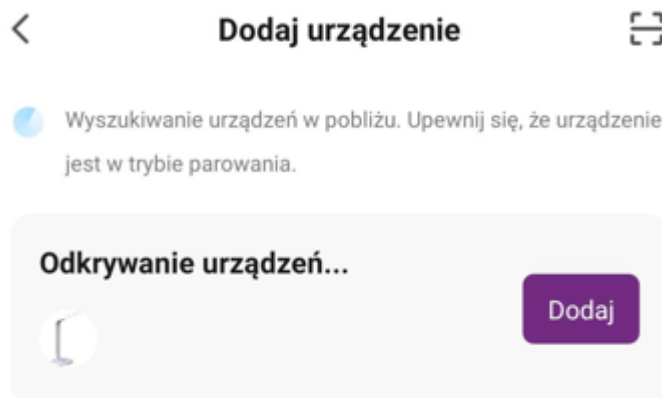 Dodaj urządzenie
Wyszukiwanie urządzeń w pobliżu. Upewnij się, że urządzenie
jest w trybie parowania.
Odkrywanie urządzeń...
Dodaj